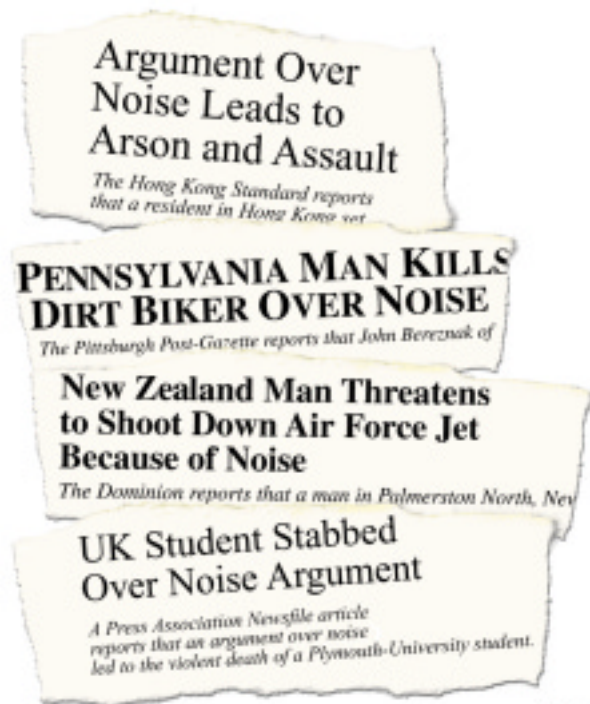 Argument Over
Noise Leads to
Arson and Assault
The Hong Kong Standard reports
that a resident in Hong Kong set
PENNSYLVANIA MAN KILLS
DIRT BIKER OVER NOISE
The Pittsburgh Post-Gazette reports that John Bereznak of
New Zealand Man Threatens
to Shoot Down Air Force Jet
Because of Noise
The Dominion reports that a man in Palmerston North, New
UK Student Stabbed
Over Noise Argument
A Press Association Newsfile article
reports that an argument over noise
led to the violent death of a Plymouth-University student.